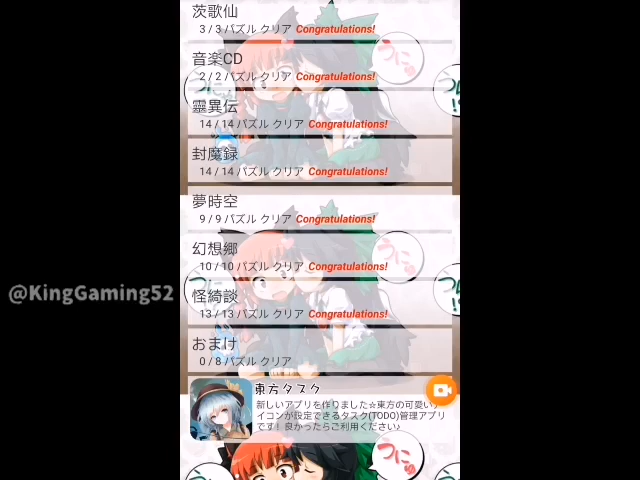 茨歌仙
3 / 3 パズル クリア Congratulations!
音楽CD
2 / 2 パズル クリア Congratulations!
靈異伝
14 / 14 パズル クリア Congratulations!
封魔録
14 / 14 パズル クリア Congratulations!
夢時空
9 / 9 パズル クリア Congratulations!
幻想郷
10 / 10 パズル クリア Congratulations!
@KingGaming52
怪綺談
13 / 13 パズル クリア Congratulations!
おまけ
0 / 8 パズル クリア
東方タスク
新しいアプリを作りました☆東方の可愛いア
イコンが設定できるタスク(TODO)管理アプリ
です！良かったらご利用ください♪
うにゅ
うにゅ
うにゅ